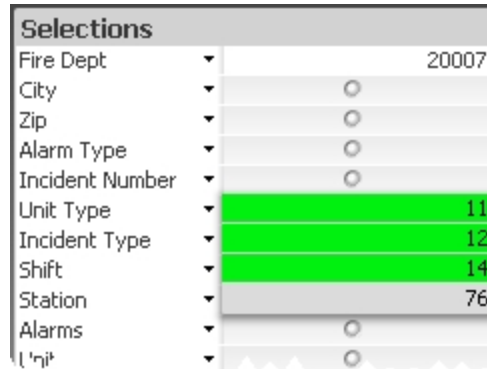 Selections
Fire Dept 20007
City
Zip
Alarm Type
Incident Number
Unit Type 11
Incident Type 12
Shift 14
Station 76
Alarms
Unit